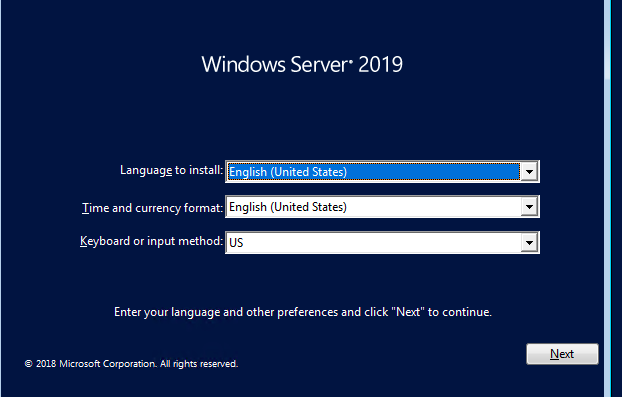 Windows Server® 2019
Language to install: English (United States)
Time and currency format: English (United States)
Keyboard or input method: US
Enter your language and other preferences and click "Next" to continue.
Next
© 2018 Microsoft Corporation. All rights reserved.